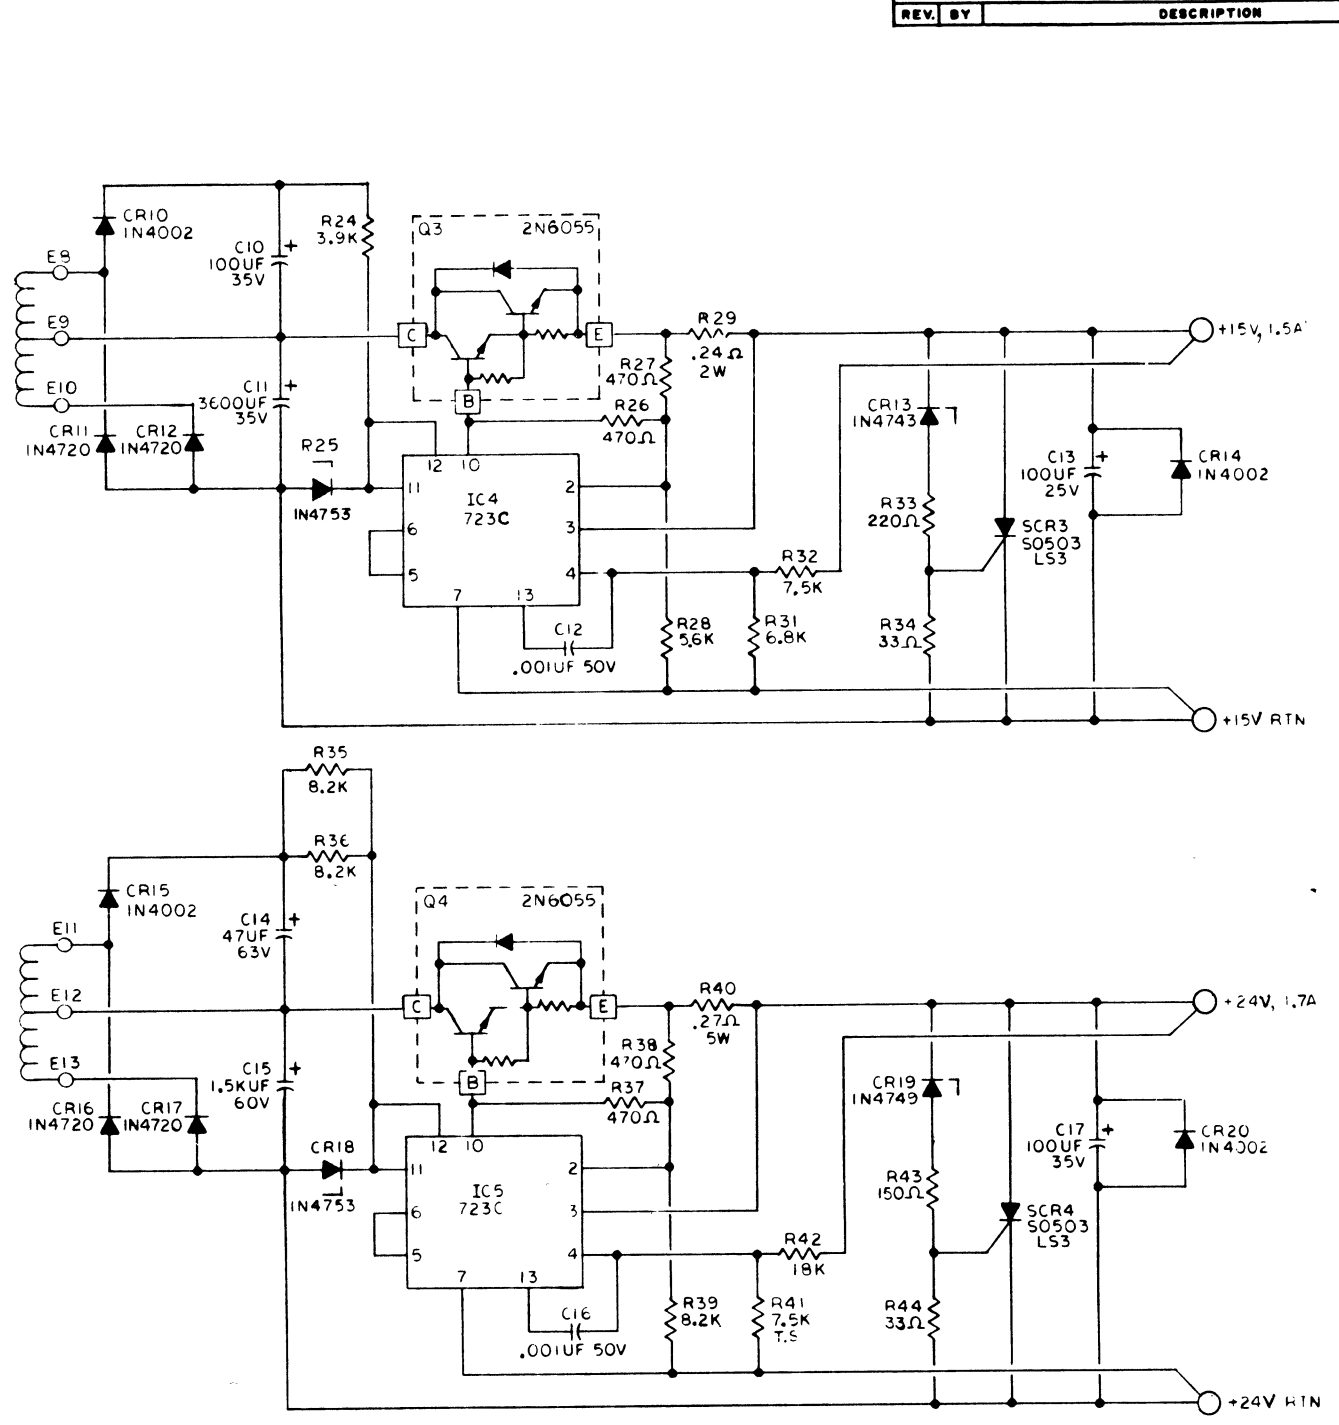 REV. BY DESCRIPTION
CR10
1N4002
C10 +
100UF
35V
R24
3.9K
Q3 2N6055
E8
E9
E10
C
E
B
R29
.24Ω
2W
+15V, 1.5A
R27
470Ω
R26
470Ω
C11 +
3600UF
35V
CR11
1N4720
CR12
1N4720
R25
1N4753
12 10
11
6
5
7
13
2
3
4
IC4
723C
C12
.001UF 50V
R28
5.6K
R31
6.8K
R32
7.5K
CR13
1N4743
R33
220Ω
R34
33Ω
SCR3
S0503
LS3
C13 +
100UF
25V
CR14
1N4002
+15V RTN
R35
8.2K
R36
8.2K
CR15
1N4002
C14 +
47UF
63V
Q4 2N6055
E11
E12
E13
C
E
B
R40
.27Ω
5W
+24V, 1.7A
R38
470Ω
R37
470Ω
C15 +
1.5KUF
60V
CR16
1N4720
CR17
1N4720
CR18
1N4753
12 10
11
6
5
7
13
2
3
4
IC5
723C
C16
.001UF 50V
R39
8.2K
R41
7.5K
T.S
R42
18K
CR19
1N4749
R43
150Ω
R44
33Ω
SCR4
S0503
LS3
C17 +
100UF
35V
CR20
1N4002
+24V RTN